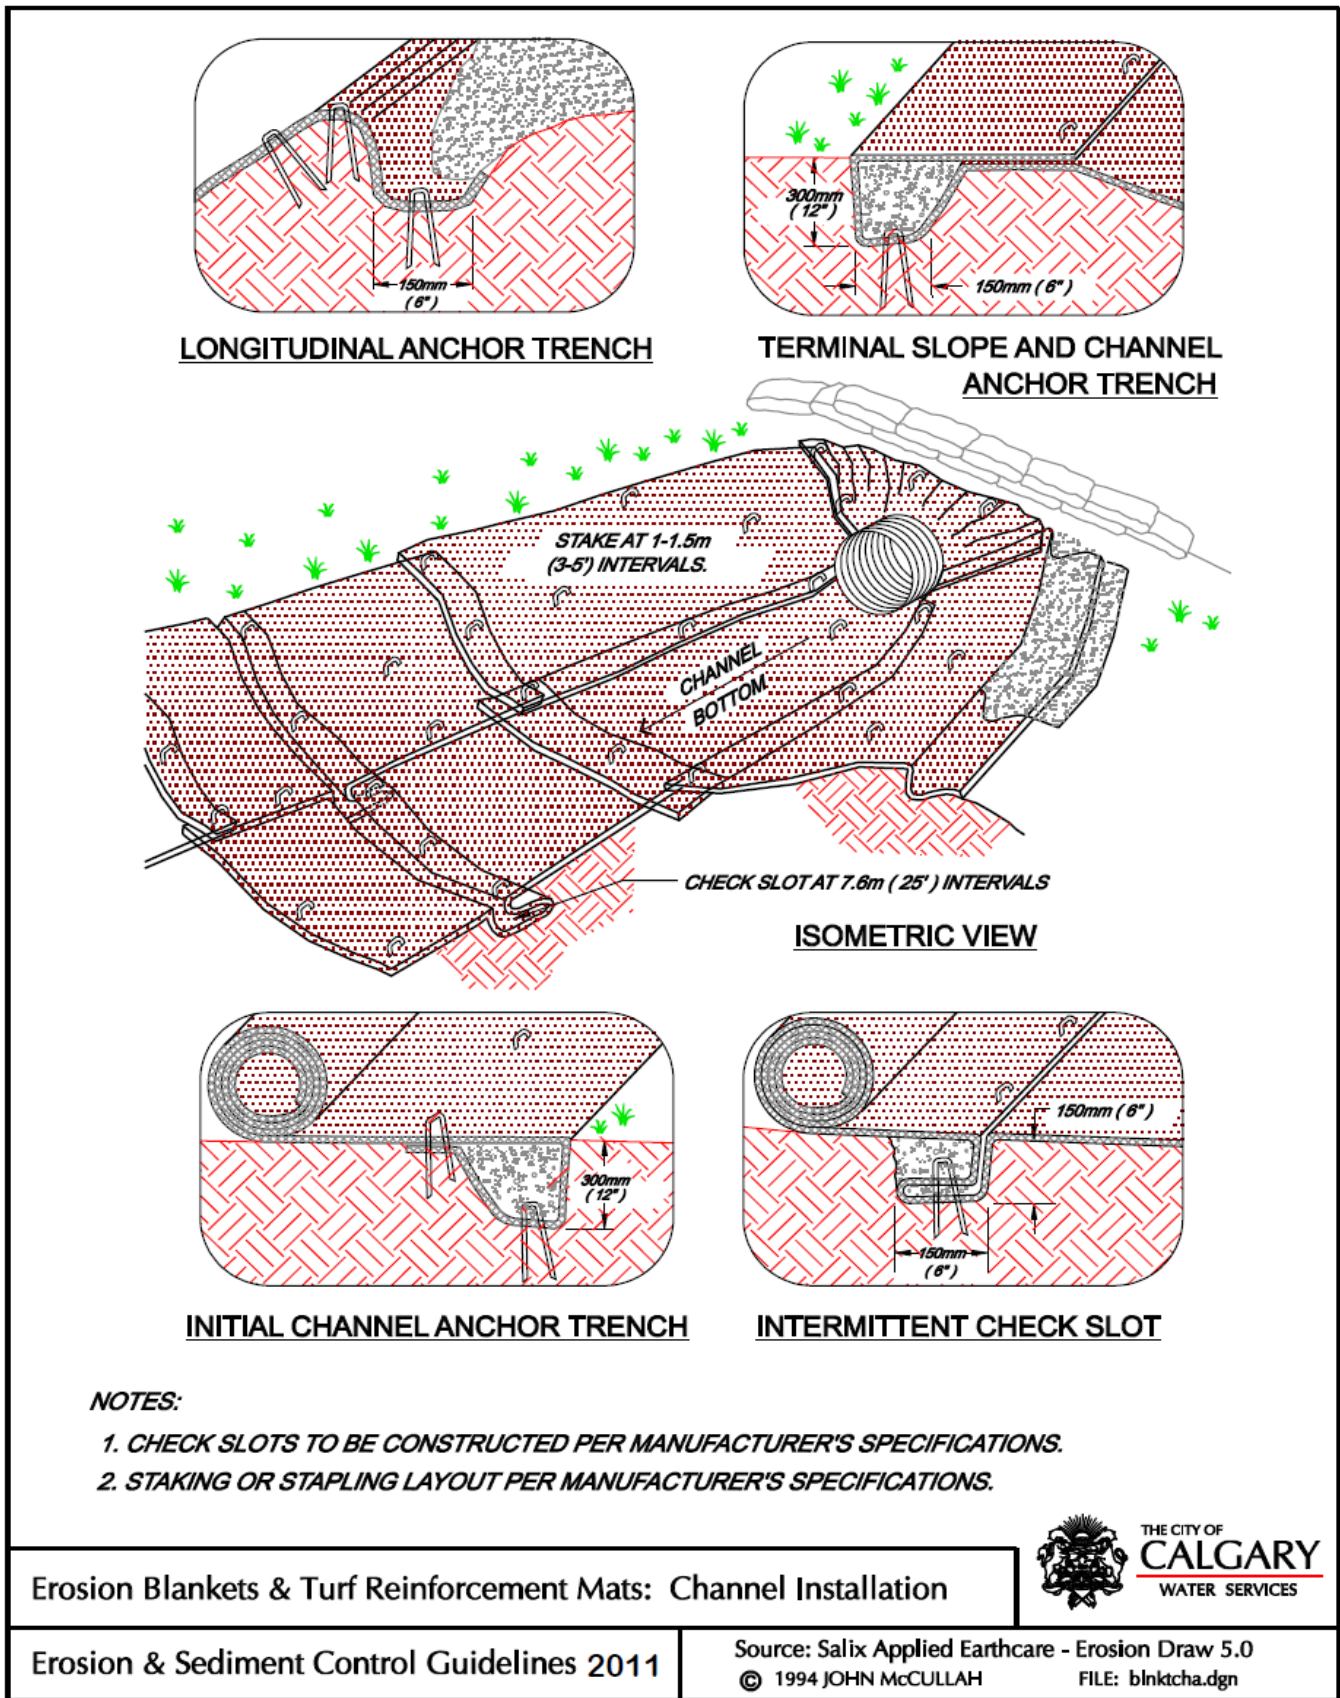 150mm
( 6" )
LONGITUDINAL ANCHOR TRENCH
300mm
( 12" )
150mm ( 6" )
TERMINAL SLOPE AND CHANNEL
ANCHOR TRENCH
STAKE AT 1-1.5m
(3-5') INTERVALS.
CHANNEL
BOTTOM
CHECK SLOT AT 7.6m ( 25' ) INTERVALS
ISOMETRIC VIEW
300mm
( 12" )
INITIAL CHANNEL ANCHOR TRENCH
150mm ( 6" )
150mm
( 6" )
INTERMITTENT CHECK SLOT
NOTES:
1. CHECK SLOTS TO BE CONSTRUCTED PER MANUFACTURER'S SPECIFICATIONS.
2. STAKING OR STAPLING LAYOUT PER MANUFACTURER'S SPECIFICATIONS.
THE CITY OF
CALGARY
WATER SERVICES
Erosion Blankets & Turf Reinforcement Mats: Channel Installation
Erosion & Sediment Control Guidelines 2011
Source: Salix Applied Earthcare - Erosion Draw 5.0
© 1994 JOHN McCULLAH FILE: blnktcha.dgn